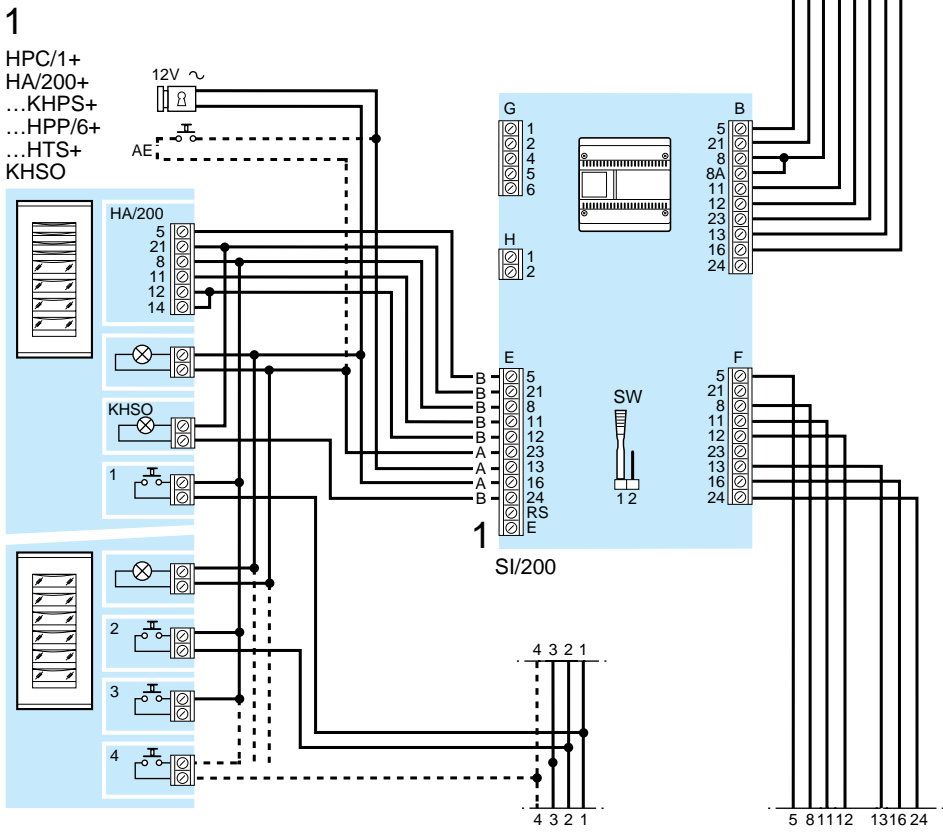 1
HPC/1+
HA/200+
...KHPS+
...HPP/6+
...HTS+
KHSO
12V ~
AE
HA/200
5
21
8
11
12
14
KHSO
1
2
3
4
G
1
2
4
5
6
H
1
2
B
5
21
8
8A
11
12
23
13
16
24
E
B 5
B 21
B 8
B 11
B 12
A 23
A 13
A 16
B 24
RS
E
SW
1 2
F
5
21
8
11
12
23
13
16
24
1
SI/200
4 3 2 1
4 3 2 1
5 8 11 12 13 16 24